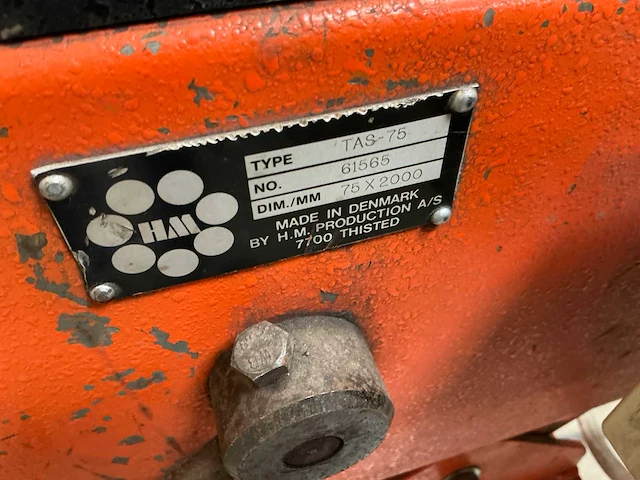 HM
TYPE TAS-75
NO. 61565
DIM./MM 75 X 2000
MADE IN DENMARK
BY H.M. PRODUCTION A/S
7700 THISTED